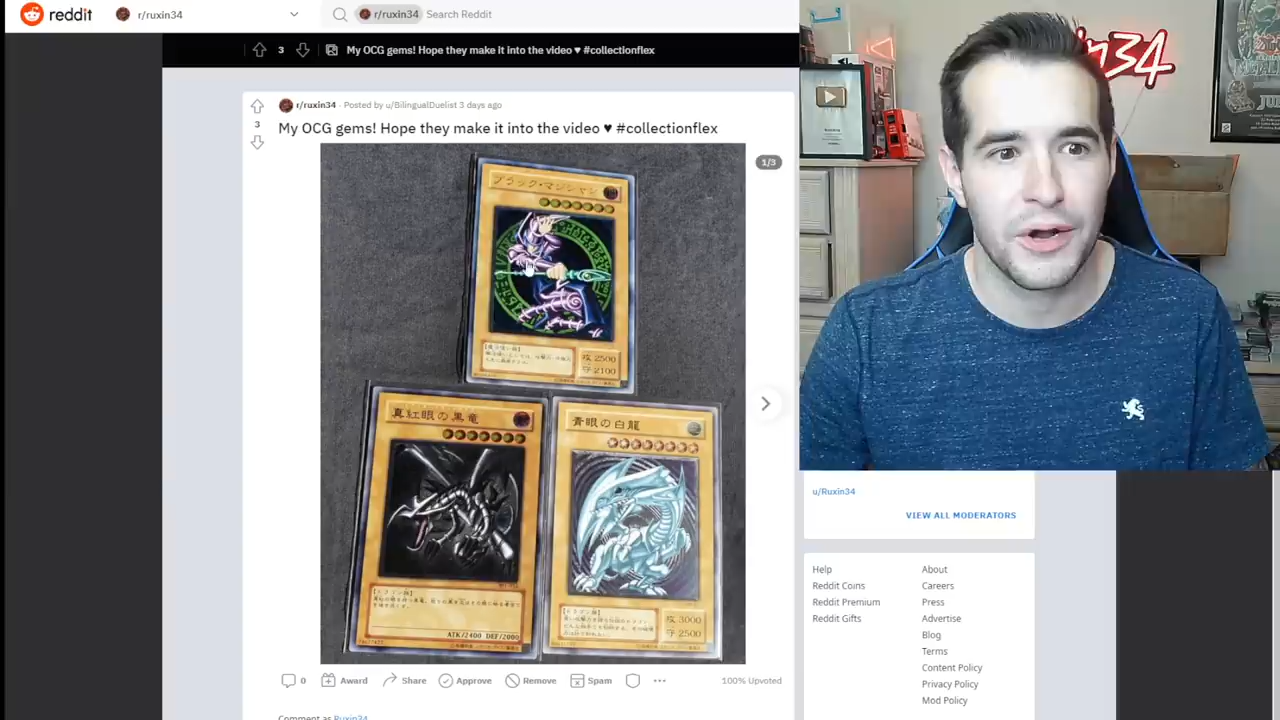 reddit
r/ruxin34
r/ruxin34 Search Reddit
3
My OCG gems! Hope they make it into the video ♥ #collectionflex
r/ruxin34 · Posted by u/BilingualDuelist 3 days ago
3
My OCG gems! Hope they make it into the video ♥ #collectionflex
1/3
ブラック・マジシャン
攻 2500
守 2100
真紅眼の黒竜
ATK/2400 DEF/2000
青眼の白龍
攻 3000
守 2500
0
Award
Share
Approve
Remove
Spam
100% Upvoted
Comment as Ruxin34
u/Ruxin34
VIEW ALL MODERATORS
Help
About
Reddit Coins
Careers
Reddit Premium
Press
Reddit Gifts
Advertise
Blog
Terms
Content Policy
Privacy Policy
Mod Policy